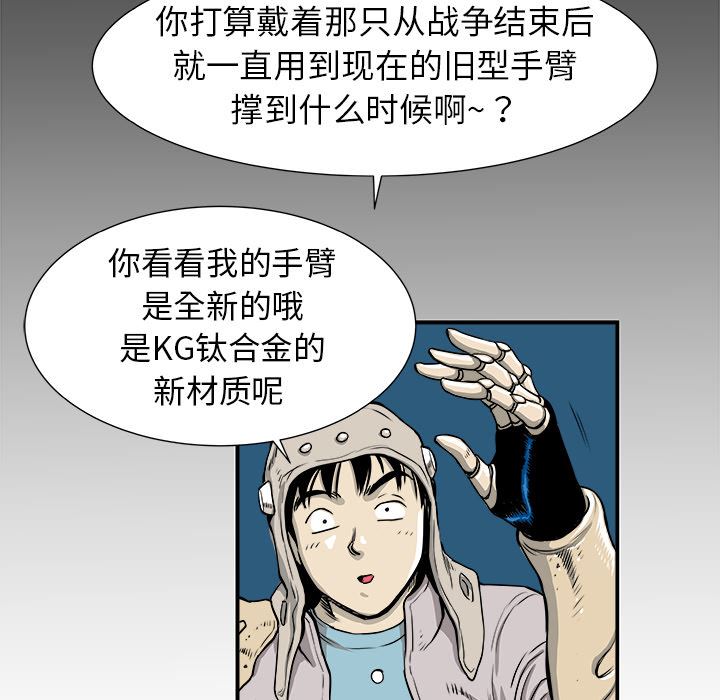 你打算戴着那只从战争结束后
就一直用到现在的旧型手臂
撑到什么时候啊~？
你看看我的手臂
是全新的哦
是KG钛合金的
新材质呢